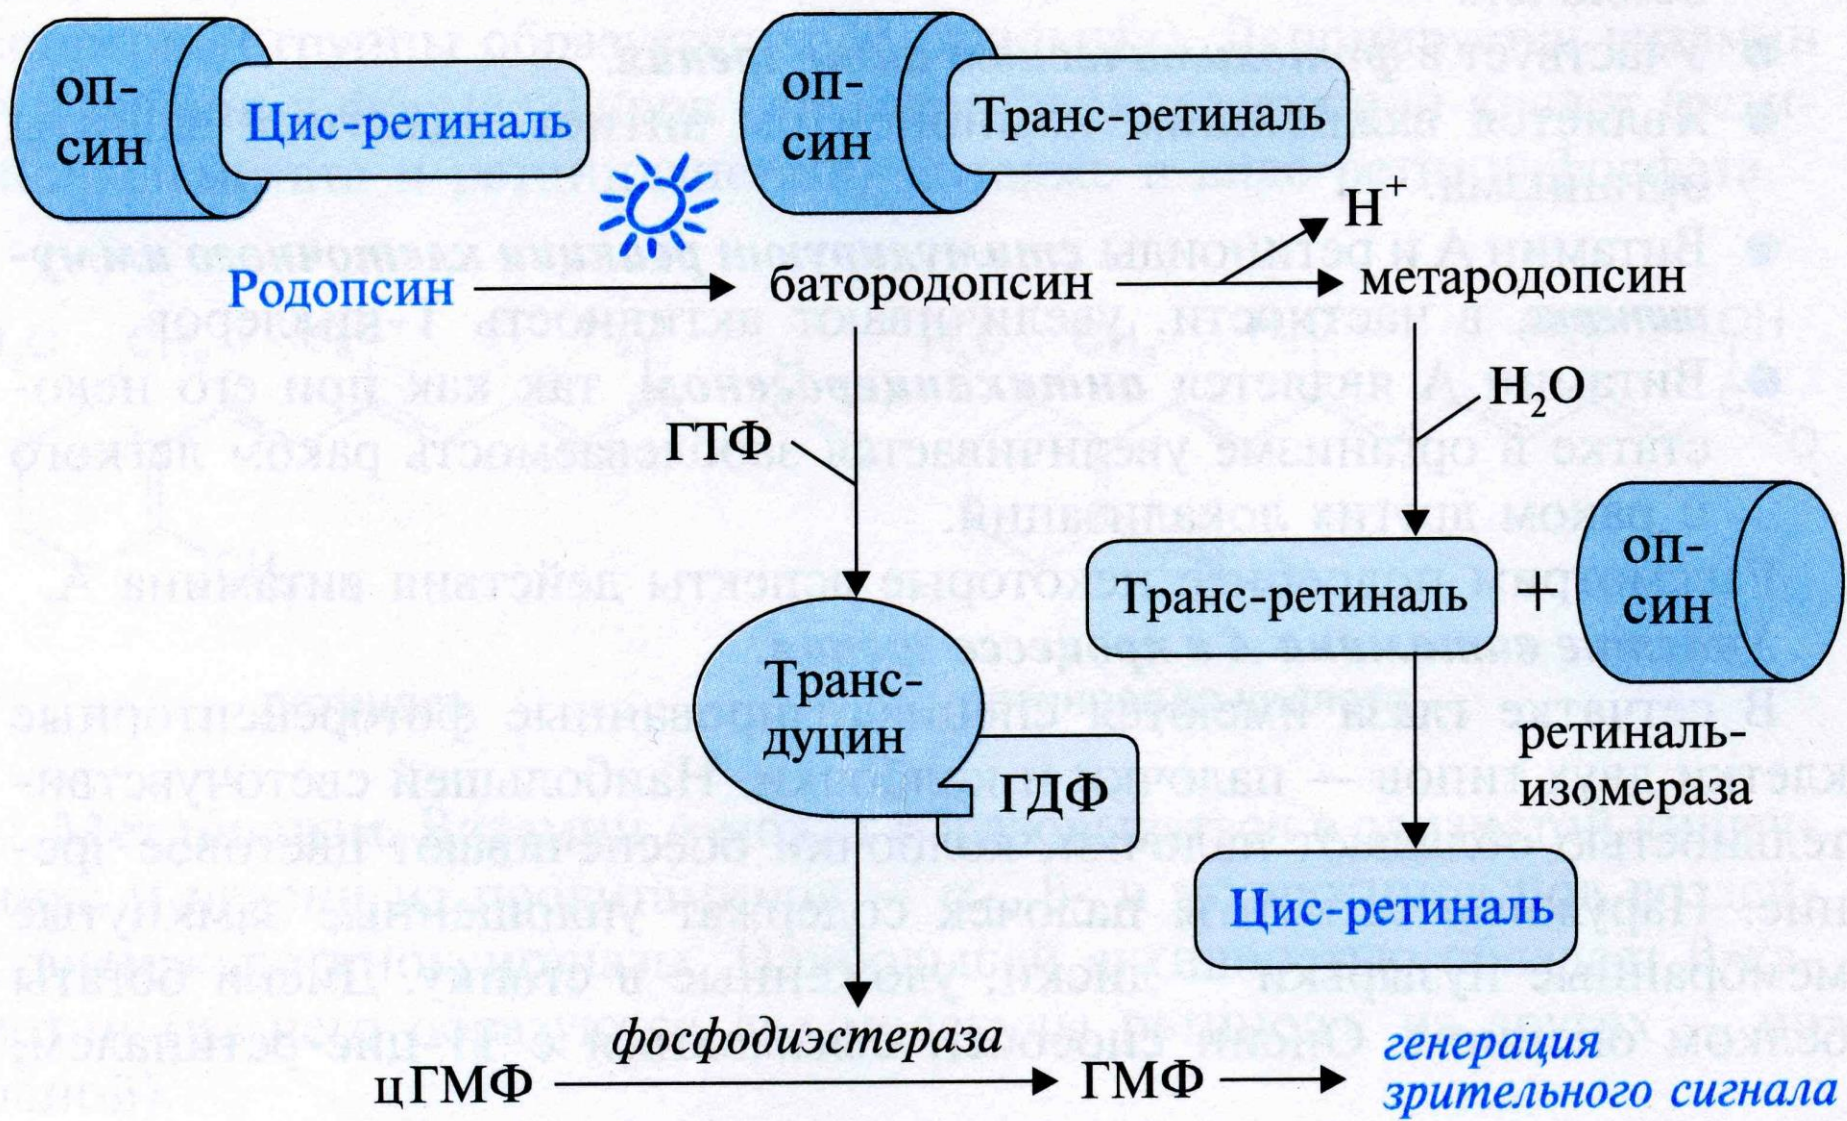 оп-
син
Цис-ретиналь
оп-
син
Транс-ретиналь
H⁺
Родопсин
батородопсин
метародопсин
ГТФ
H₂O
Транс-ретиналь
+
оп-
син
Транс-
дуцин
ГДФ
ретиналь-
изомераза
Цис-ретиналь
цГМФ
фосфодиэстераза
ГМФ
генерация
зрительного сигнала